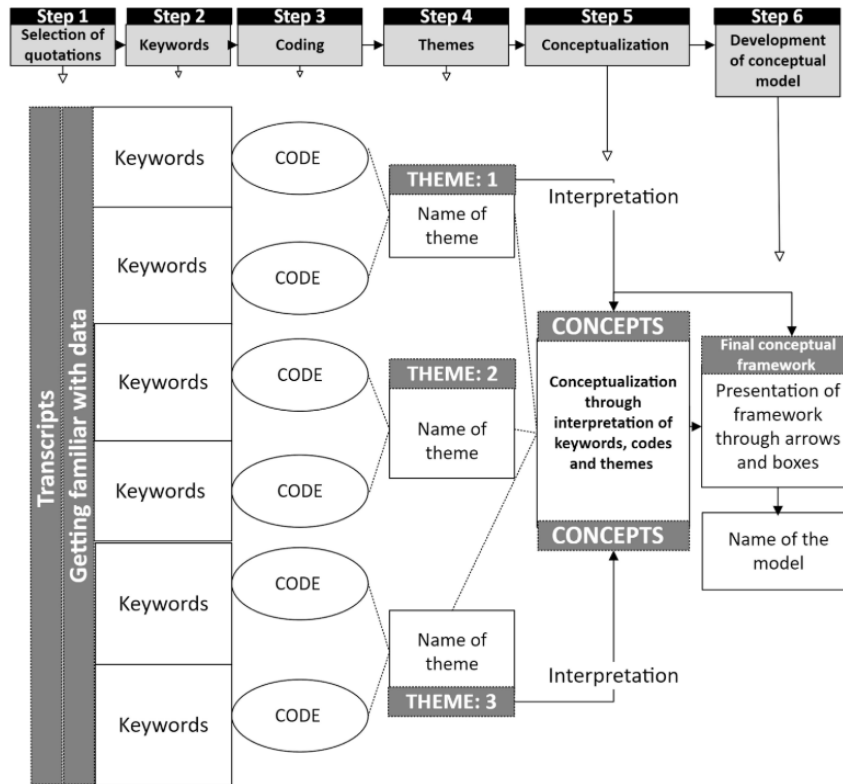 Step 1
Selection of
quotations
Step 2
Keywords
Step 3
Coding
Step 4
Themes
Step 5
Conceptualization
Step 6
Development
of conceptual
model
Transcripts
Getting familiar with data
Keywords
Keywords
Keywords
Keywords
Keywords
Keywords
CODE
CODE
CODE
CODE
CODE
CODE
THEME: 1
Name of
theme
THEME: 2
Name of
theme
Name of
theme
THEME: 3
Interpretation
CONCEPTS
Conceptualization
through
interpretation of
keywords, codes
and themes
CONCEPTS
Interpretation
Final conceptual
framework
Presentation of
framework
through arrows
and boxes
Name of the
model